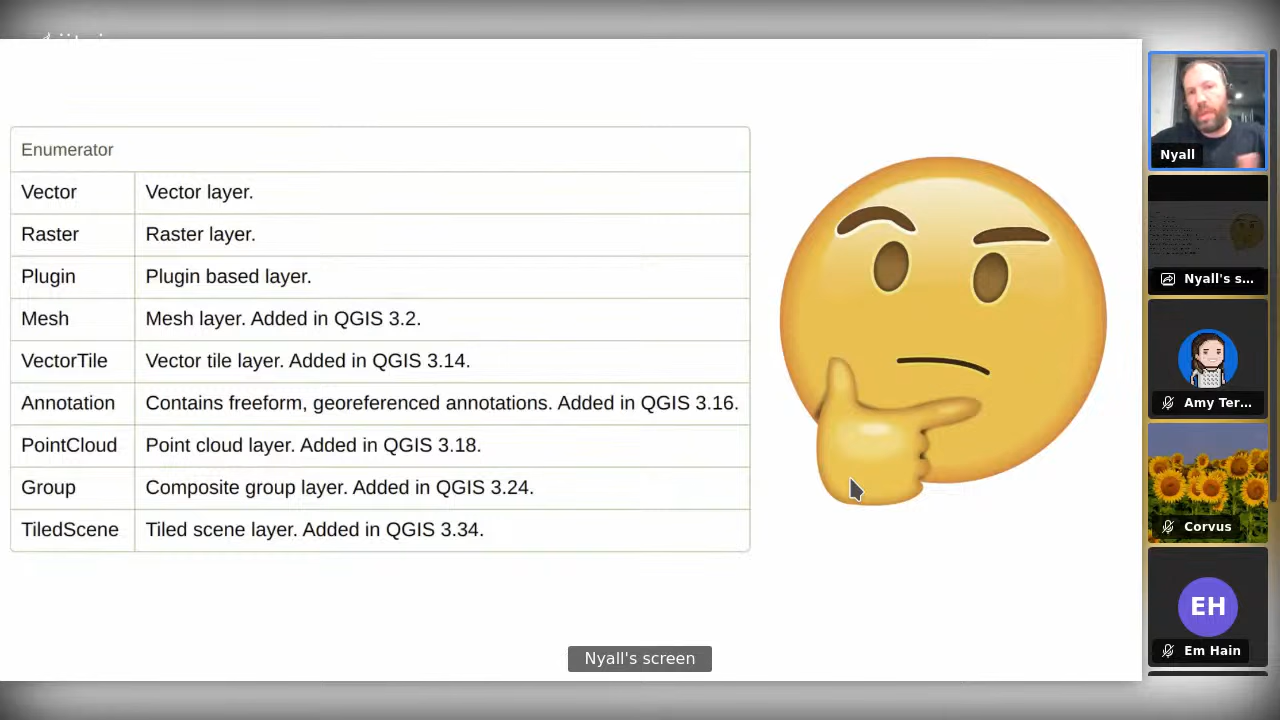 Enumerator
Vector Vector layer.
Raster Raster layer.
Plugin Plugin based layer.
Mesh Mesh layer. Added in QGIS 3.2.
VectorTile Vector tile layer. Added in QGIS 3.14.
Annotation Contains freeform, georeferenced annotations. Added in QGIS 3.16.
PointCloud Point cloud layer. Added in QGIS 3.18.
Group Composite group layer. Added in QGIS 3.24.
TiledScene Tiled scene layer. Added in QGIS 3.34.
Nyall's screen
Nyall
Nyall's s...
Amy Ter...
Corvus
EH
Em Hain